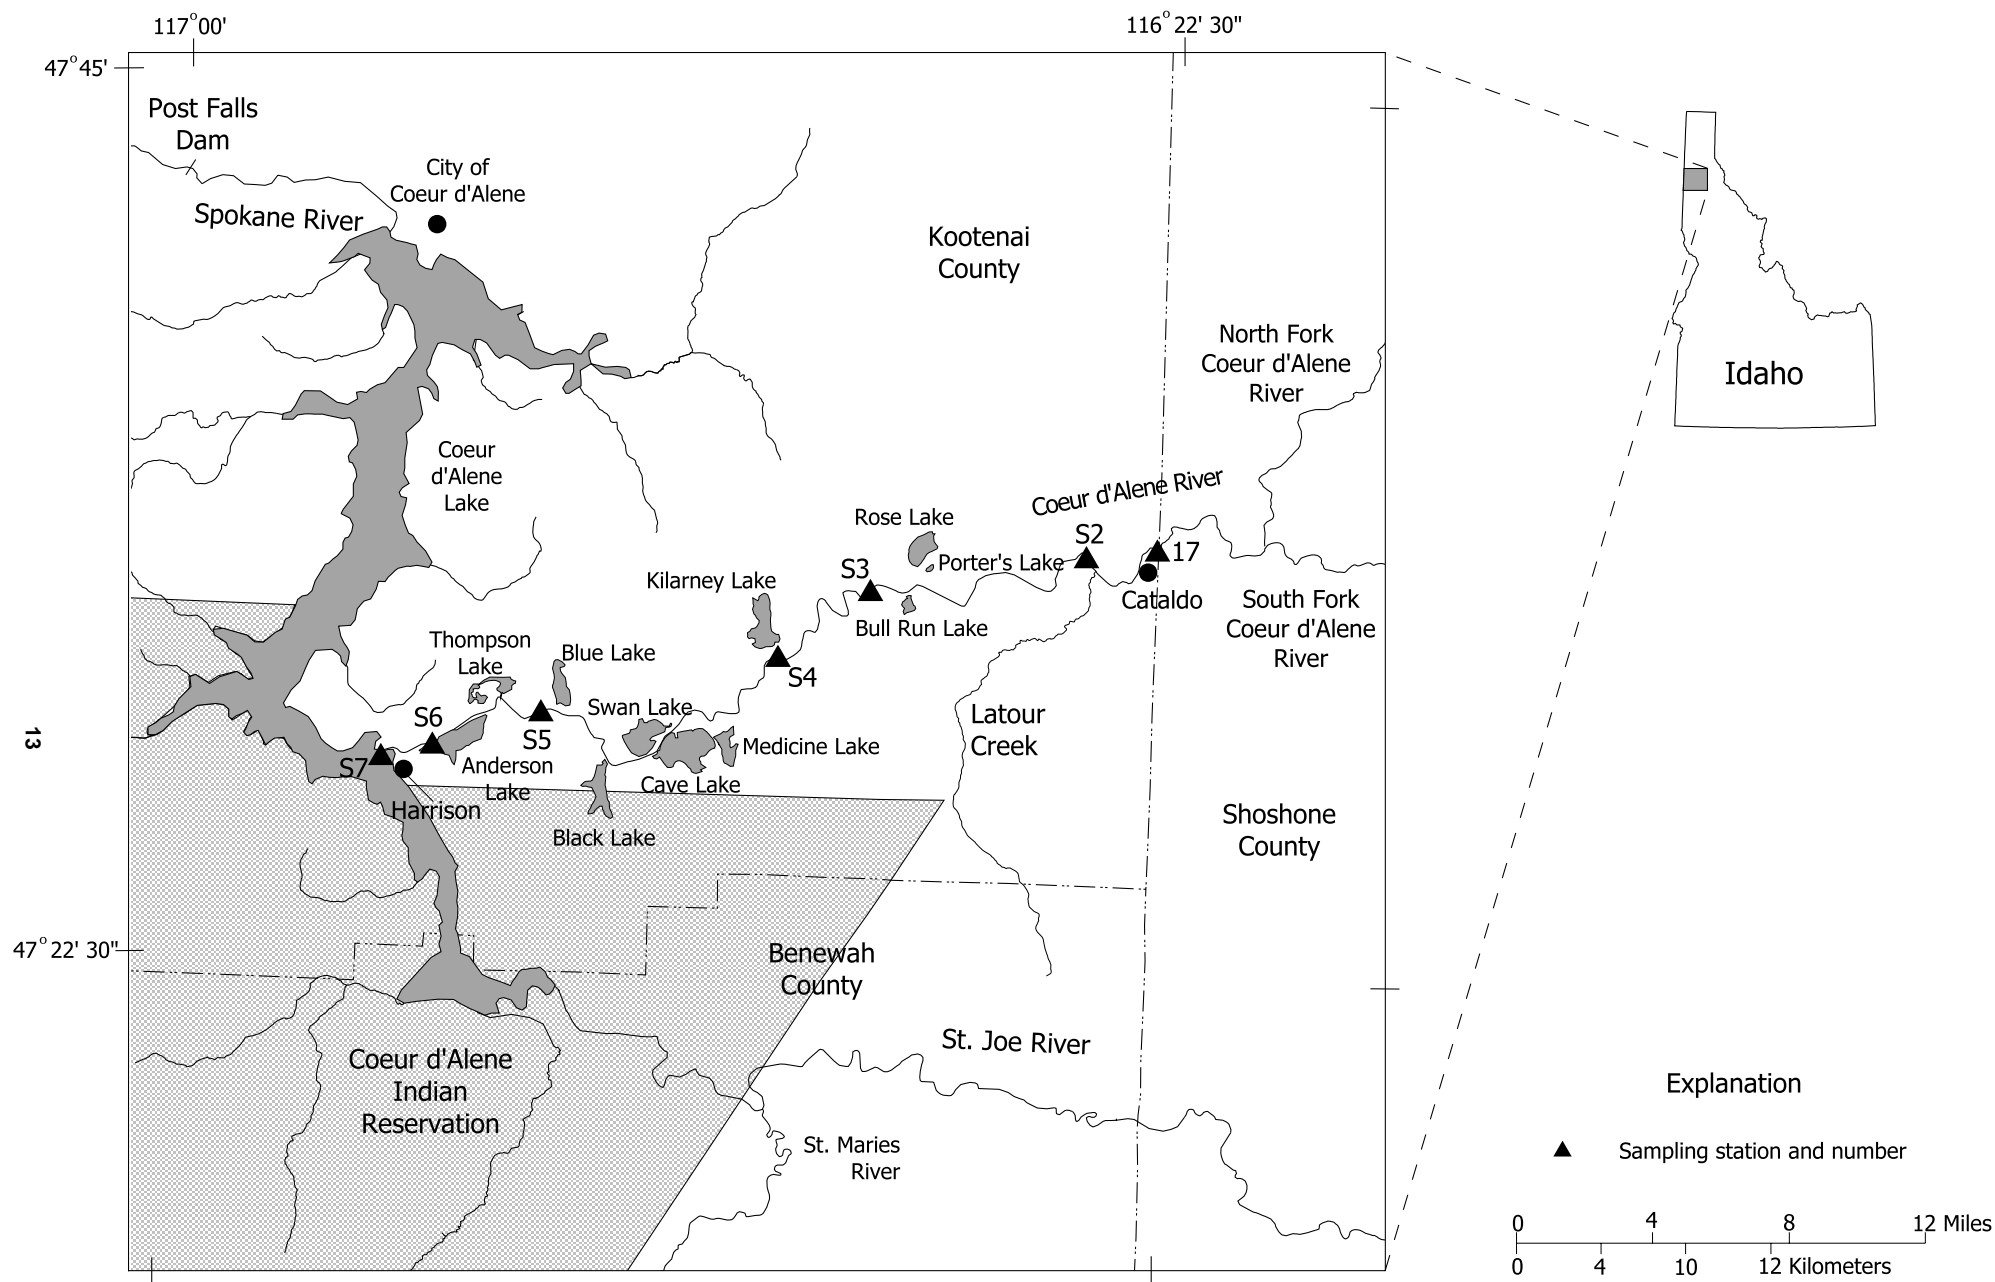 117°00'
116°22' 30"
47°45'
Post Falls
Dam
City of
Coeur d'Alene
Spokane River
Kootenai
County
North Fork
Coeur d'Alene
River
Idaho
Coeur
d'Alene
Lake
Coeur d'Alene River
Rose Lake
S2
17
Porter's Lake
S3
Kilarney Lake
Cataldo
South Fork
Coeur d'Alene
River
Bull Run Lake
Thompson
Lake
Blue Lake
S4
Swan Lake
S6
S5
Latour
Creek
13
Medicine Lake
S7
Anderson
Lake
Cave Lake
Harrison
Black Lake
Shoshone
County
47°22' 30"
Benewah
County
St. Joe River
Coeur d'Alene
Indian
Reservation
St. Maries
River
Explanation
Sampling station and number
0 4 8 12 Miles
0 4 10 12 Kilometers